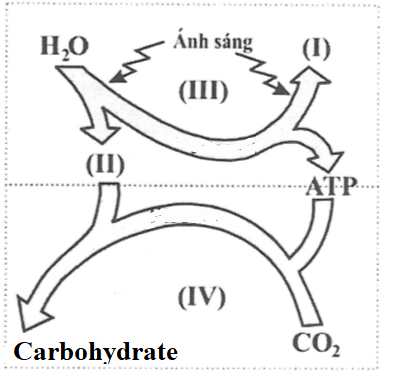 H₂O
Ánh sáng
(I)
(III)
(II)
ATP
(IV)
CO₂
Carbohydrate